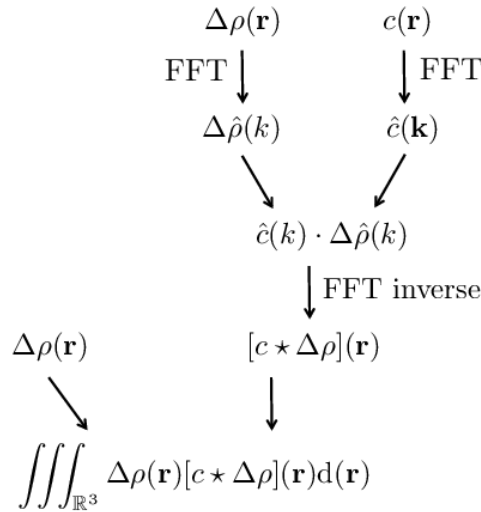 Δρ(𝐫) c(𝐫)
FFT FFT
Δρ̂(k) ĉ(𝐤)
ĉ(k) · Δρ̂(k)
FFT inverse
Δρ(𝐫) [c ⋆ Δρ](𝐫)
∭_ℝ³ Δρ(𝐫)[c ⋆ Δρ](𝐫)d(𝐫)